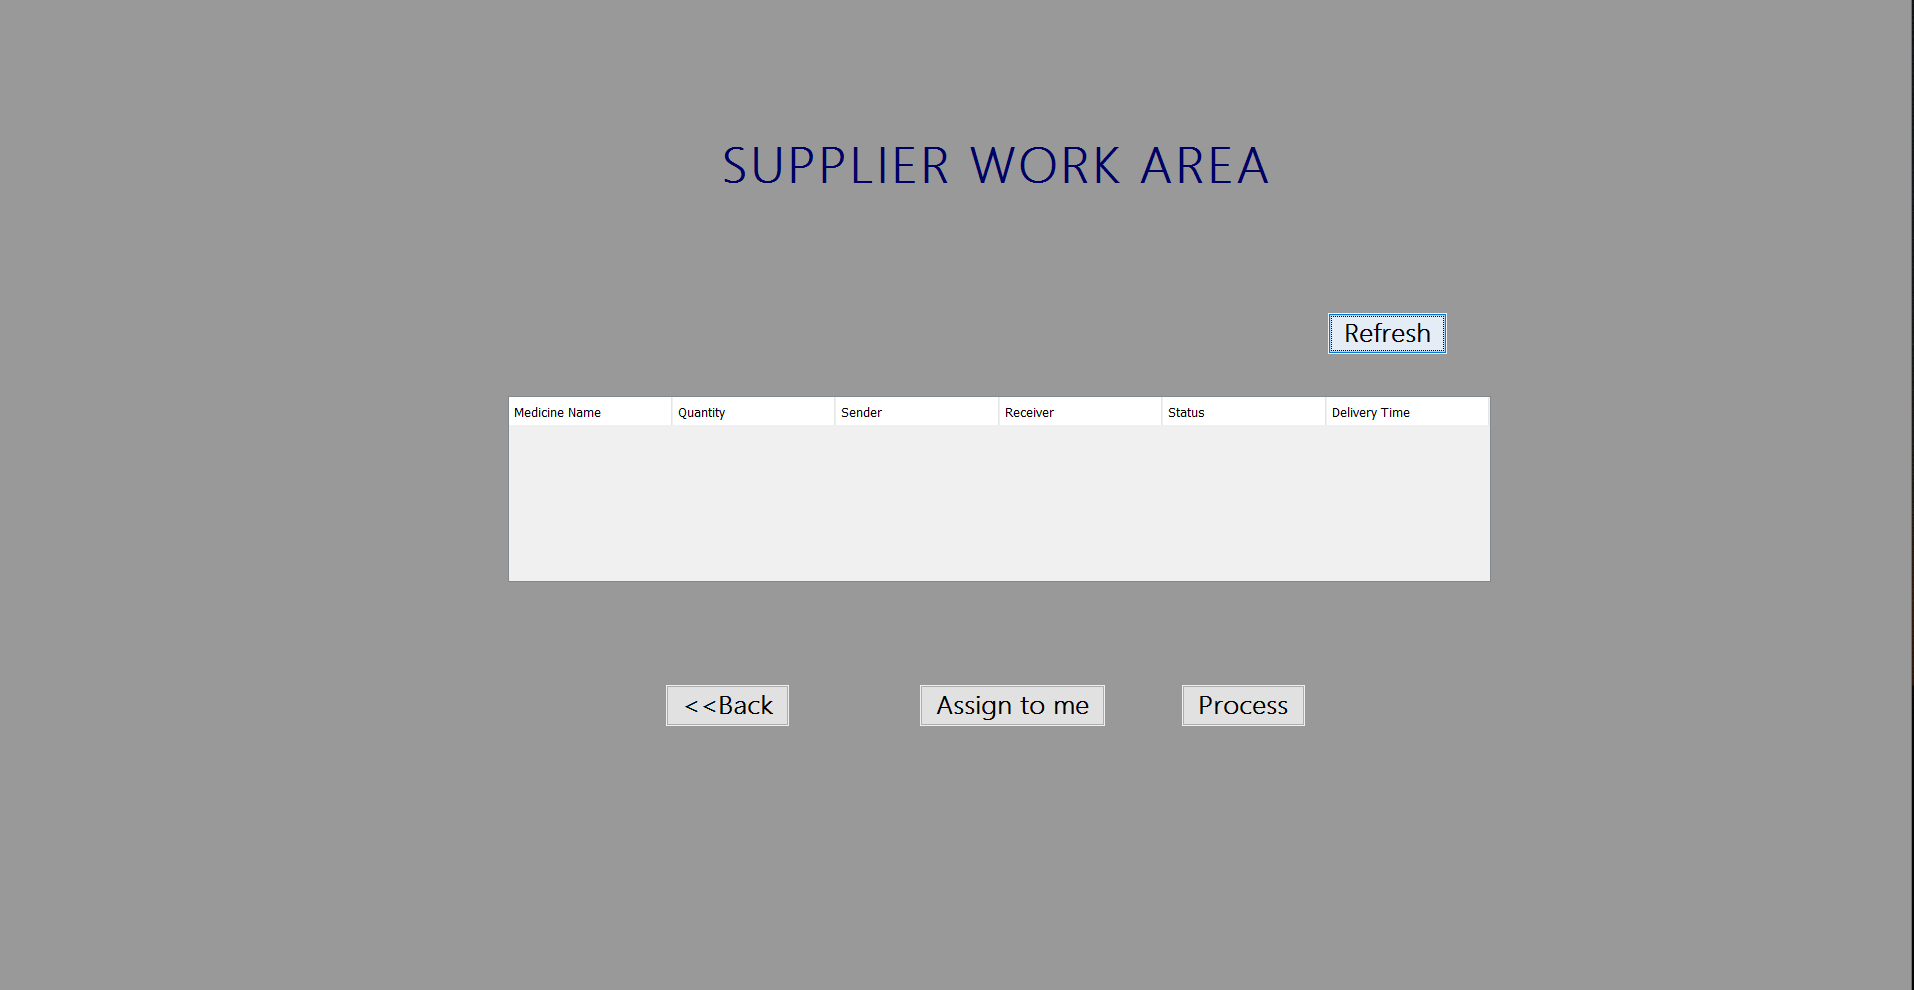 SUPPLIER WORK AREA
Refresh
Medicine Name Quantity Sender Receiver Status Delivery Time
<<Back Assign to me Process